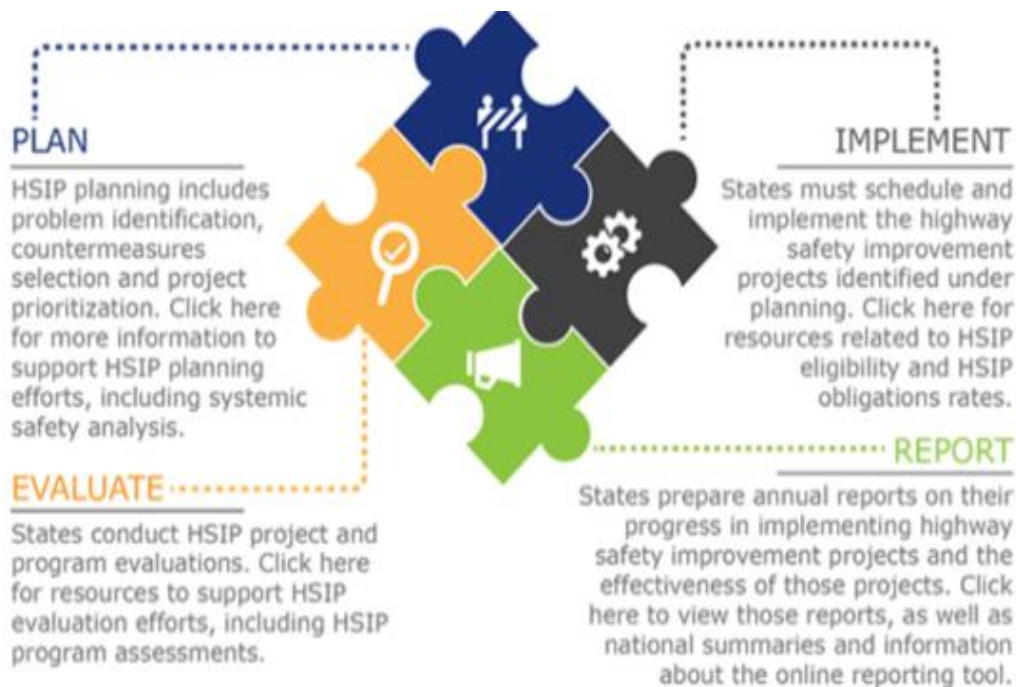 PLAN
HSIP planning includes
problem identification,
countermeasures
selection and project
prioritization. Click here
for more information to
support HSIP planning
efforts, including systemic
safety analysis.
IMPLEMENT
States must schedule and
implement the highway
safety improvement
projects identified under
planning. Click here for
resources related to HSIP
eligibility and HSIP
obligations rates.
EVALUATE
States conduct HSIP project and
program evaluations. Click here
for resources to support HSIP
evaluation efforts, including HSIP
program assessments.
REPORT
States prepare annual reports on their
progress in implementing highway
safety improvement projects and the
effectiveness of those projects. Click
here to view those reports, as well as
national summaries and information
about the online reporting tool.